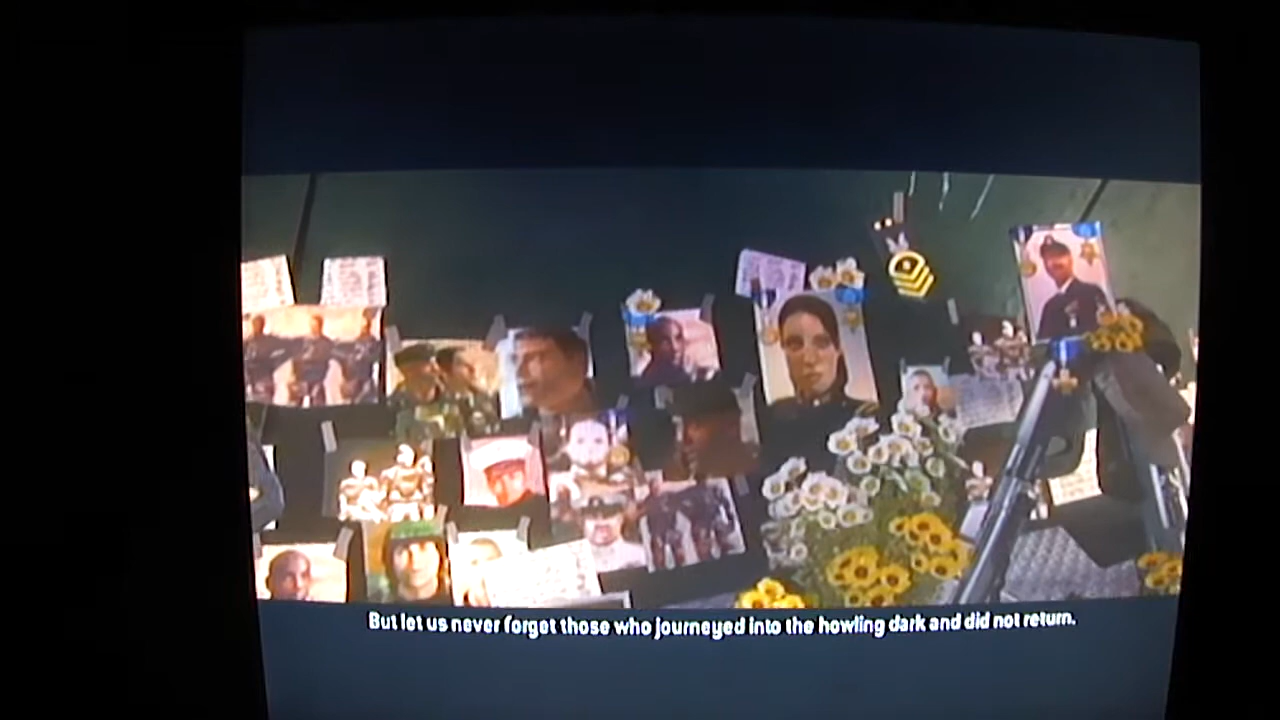 But let us never forget those who journeyed into the howling dark and did not return.